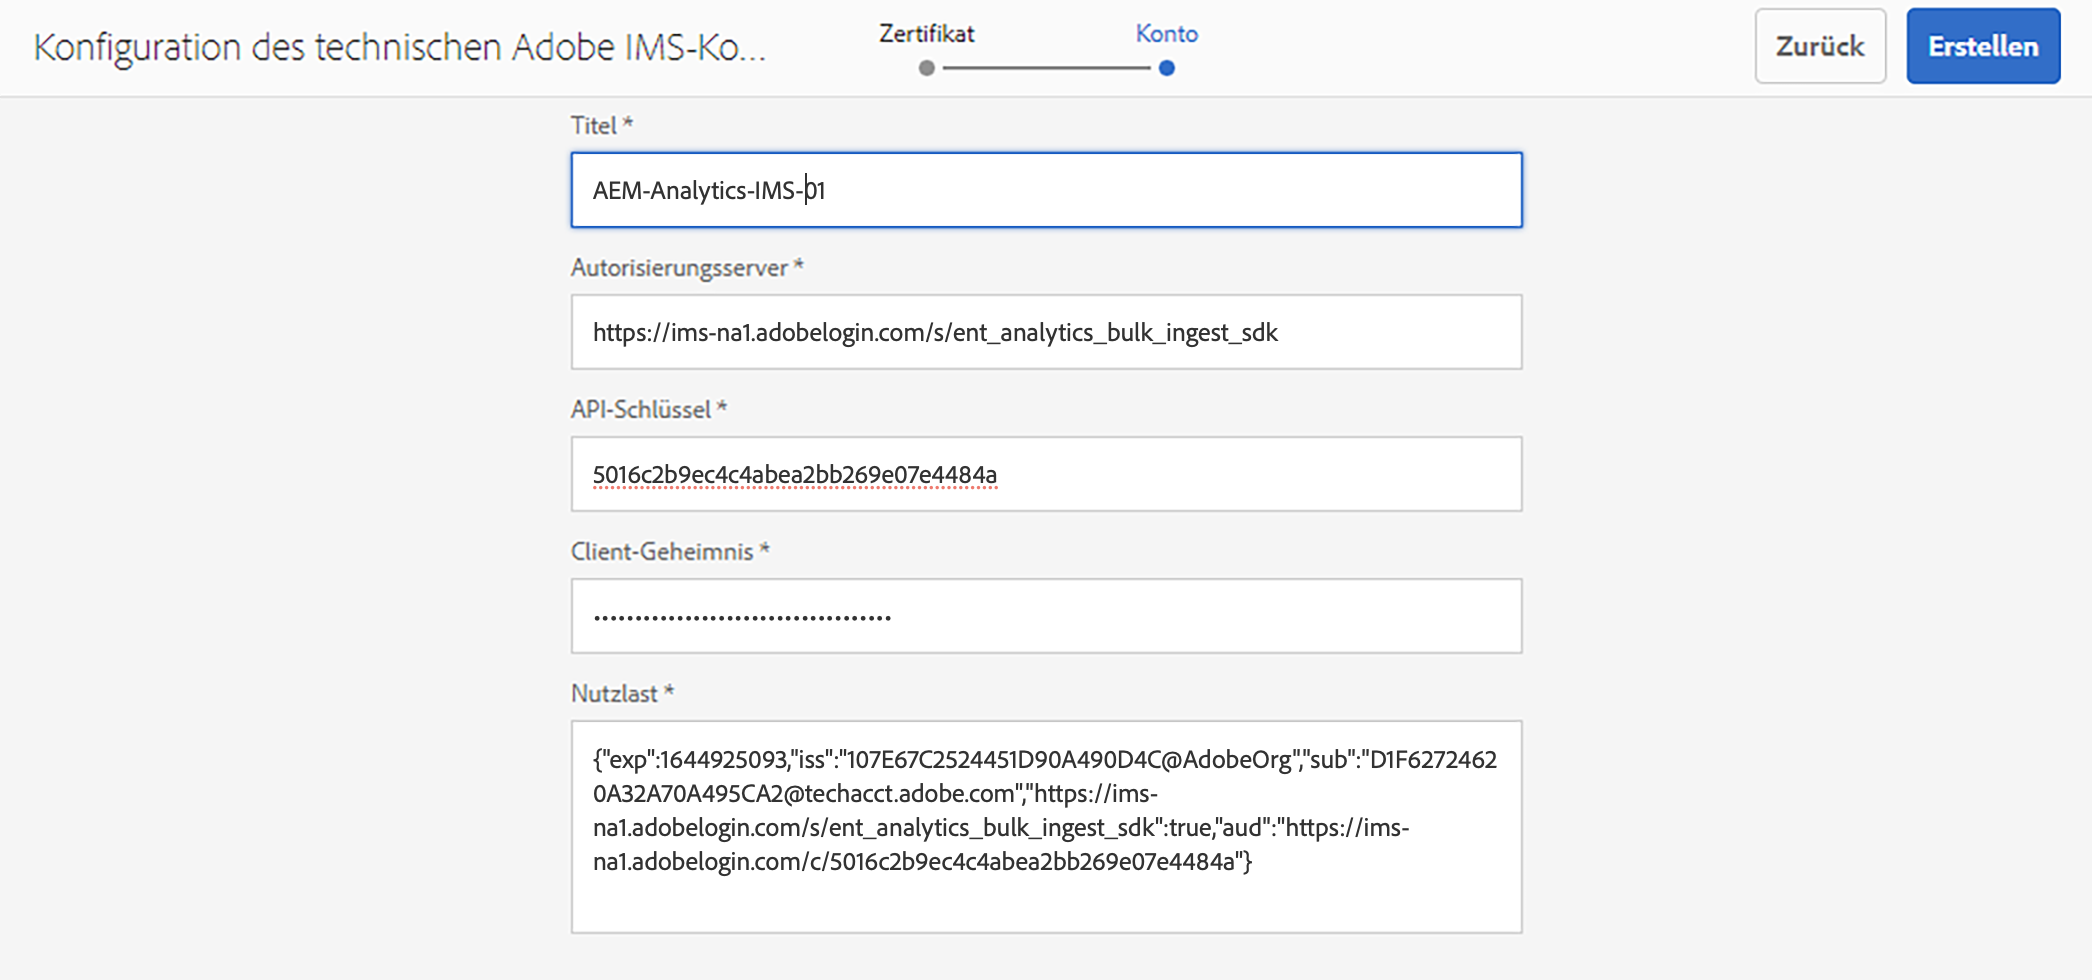 Konfiguration des technischen Adobe IMS-Ko...
Zertifikat
Konto
Zurück
Erstellen
Titel *
AEM-Analytics-IMS-01
Autorisierungsserver *
https://ims-na1.adobelogin.com/s/ent_analytics_bulk_ingest_sdk
API-Schlüssel *
5016c2b9ec4c4abea2bb269e07e4484a
Client-Geheimnis *
Nutzlast *
{"exp":1644925093,"iss":"107E67C2524451D90A490D4C@AdobeOrg","sub":"D1F6272462
0A32A70A495CA2@techacct.adobe.com","https://ims-
na1.adobelogin.com/s/ent_analytics_bulk_ingest_sdk":true,"aud":"https://ims-
na1.adobelogin.com/c/5016c2b9ec4c4abea2bb269e07e4484a"}